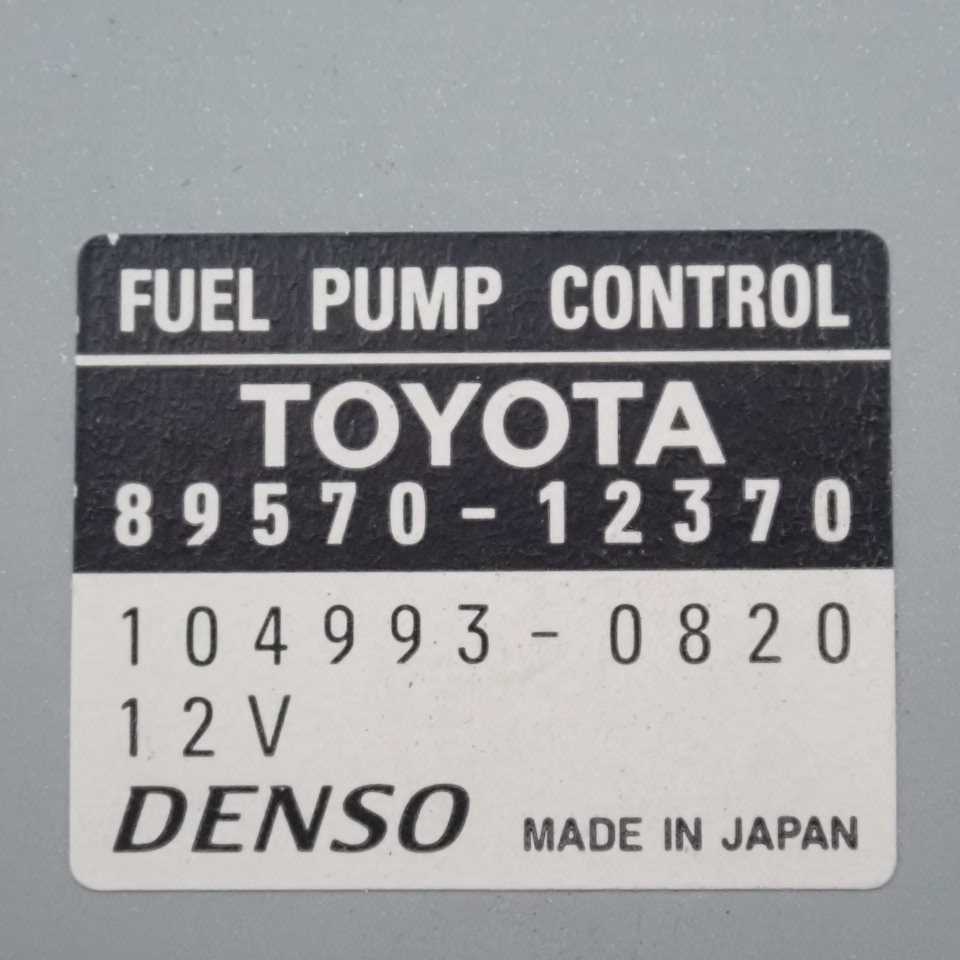 FUEL PUMP CONTROL
TOYOTA
89570-12370
104993-0820
12V
DENSO MADE IN JAPAN